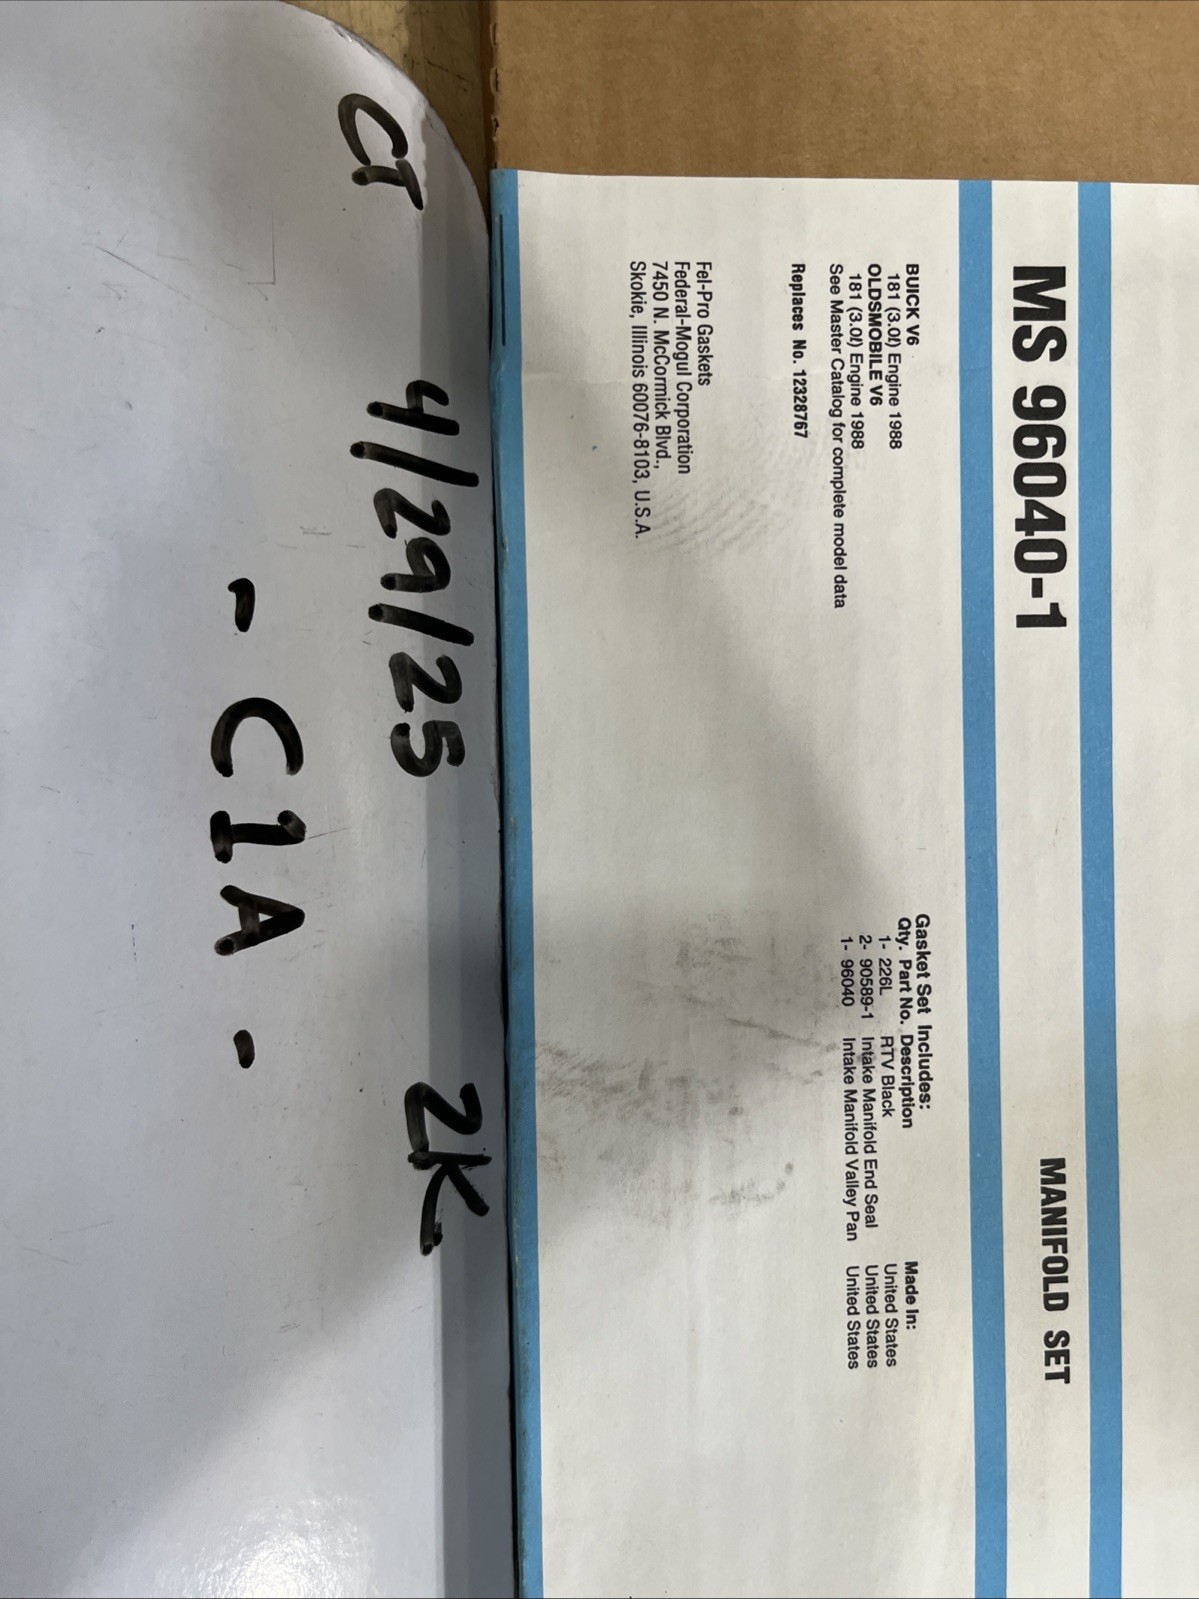 MS 96040-1 MANIFOLD SET
BUICK V6
181 (3.0ℓ) Engine 1988
OLDSMOBILE V6
181 (3.0ℓ) Engine 1988
See Master Catalog for complete model data
Replaces No. 12328767
Fel-Pro Gaskets
Federal-Mogul Corporation
7450 N. McCormick Blvd.,
Skokie, Illinois 60076-8103, U.S.A.
Gasket Set Includes:
Qty. Part No. Description Made In:
1- 226L RTV Black United States
2- 90589-1 Intake Manifold End Seal United States
1- 96040 Intake Manifold Valley Pan United States
CT 4/29/25 2K
- C1A -